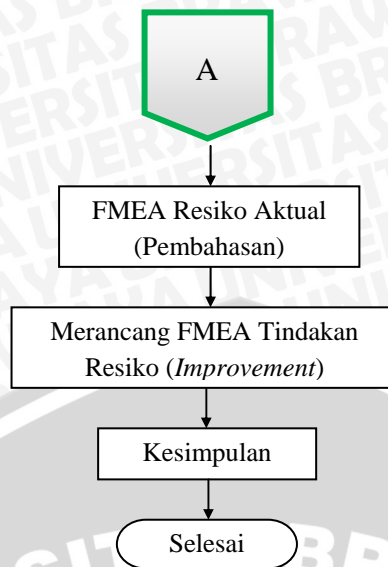 A
FMEA Resiko Aktual
(Pembahasan)
Merancang FMEA Tindakan
Resiko (Improvement)
Kesimpulan
Selesai